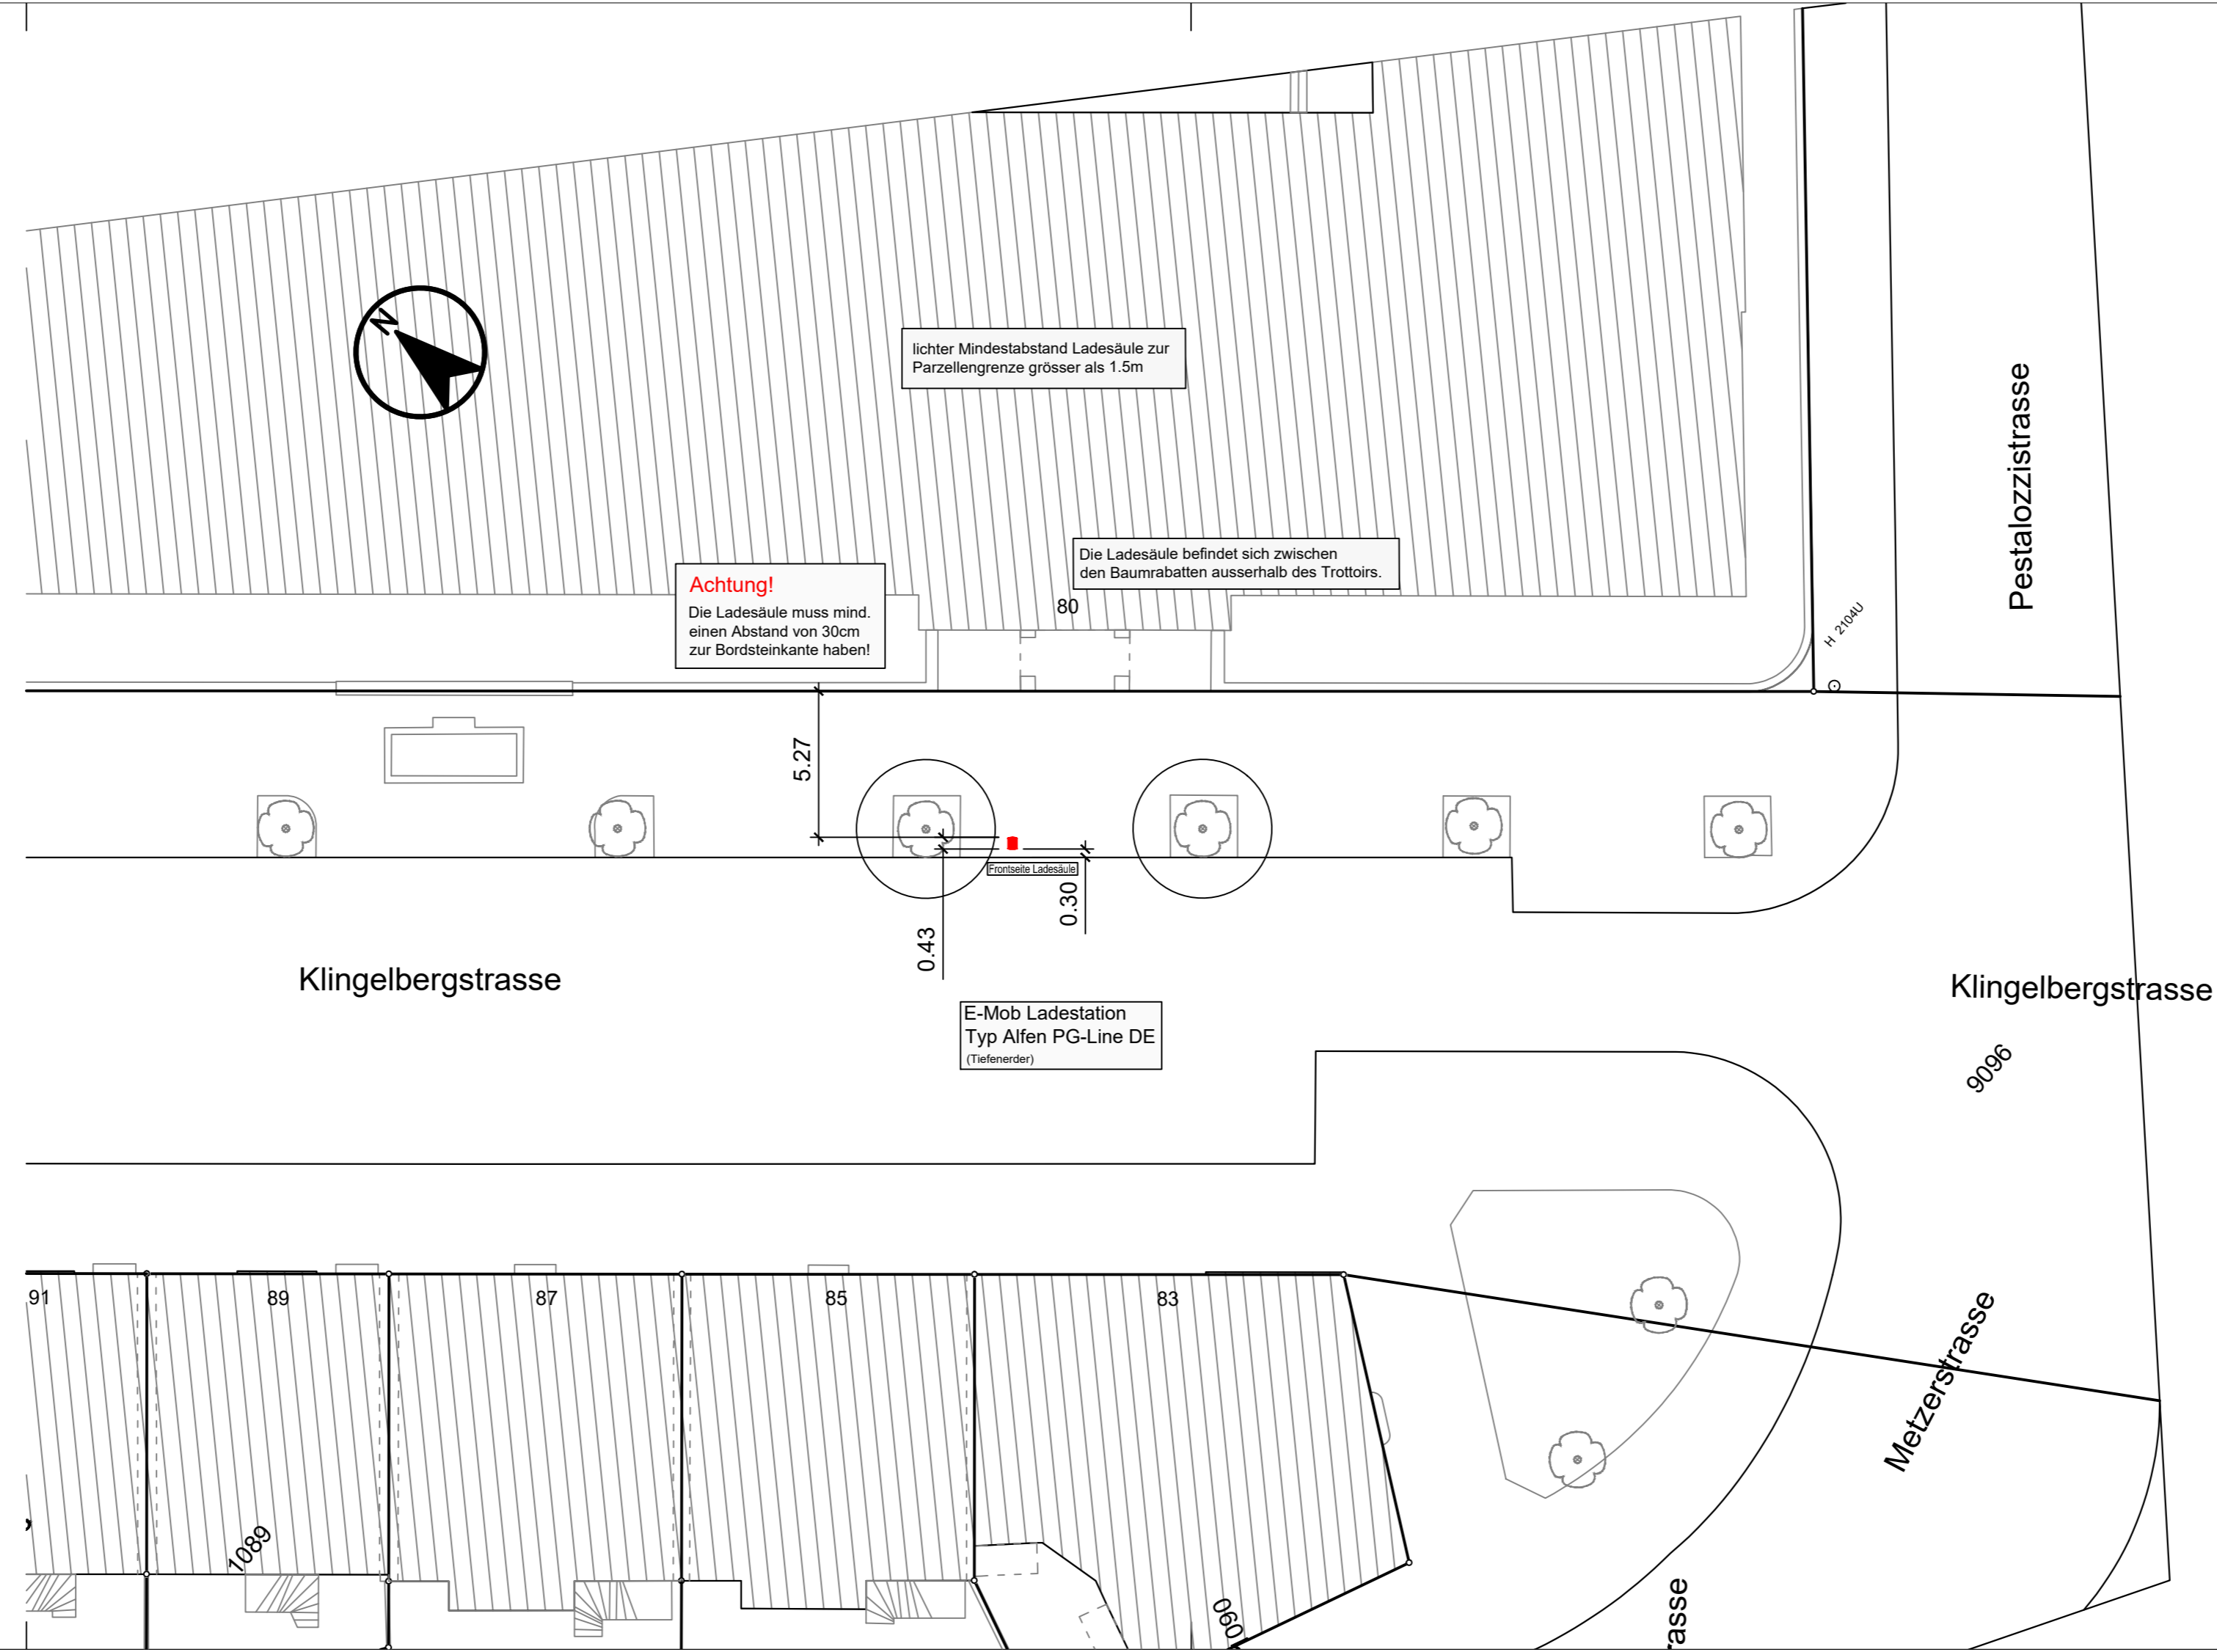 N
lichter Mindestabstand Ladesäule zur
Parzellengrenze grösser als 1.5m
Pestalozzistrasse
Die Ladesäule befindet sich zwischen
den Baumrabatten ausserhalb des Trottoirs.
Achtung!
Die Ladesäule muss mind.
einen Abstand von 30cm
zur Bordsteinkante haben!
80
H 2104U
5.27
Frontseite Ladesäule
0.30
0.43
Klingelbergstrasse
Klingelbergstrasse
E-Mob Ladestation
Typ Alfen PG-Line DE
(Tiefenerder)
9096
91
89
87
85
83
Metzerstrasse
1089
060
rasse